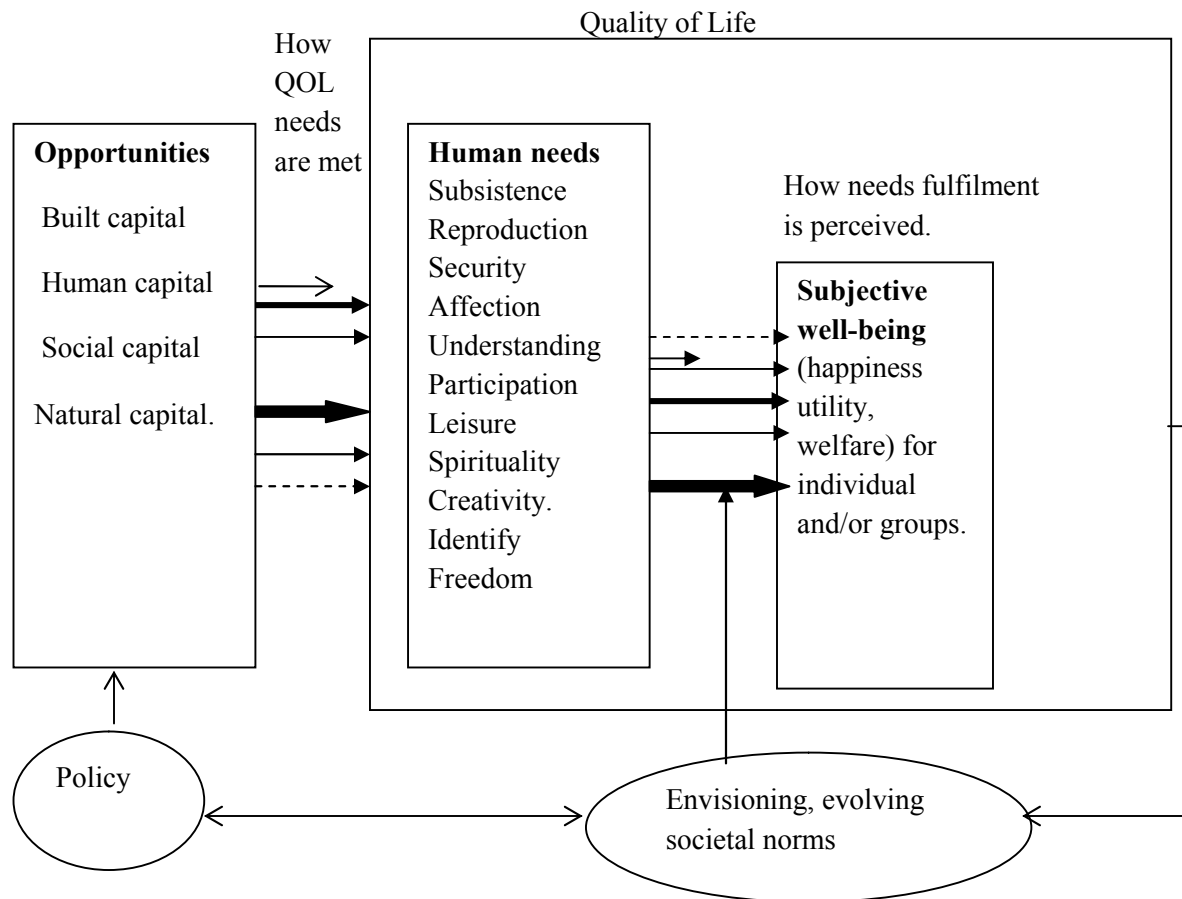 Quality of Life
How
QOL
needs
are met
Opportunities
Built capital
Human capital
Social capital
Natural capital.
Human needs
Subsistence
Reproduction
Security
Affection
Understanding
Participation
Leisure
Spirituality
Creativity.
Identify
Freedom
How needs fulfilment
is perceived.
Subjective
well-being
(happiness
utility,
welfare) for
individual
and/or groups.
Policy
Envisioning, evolving
societal norms